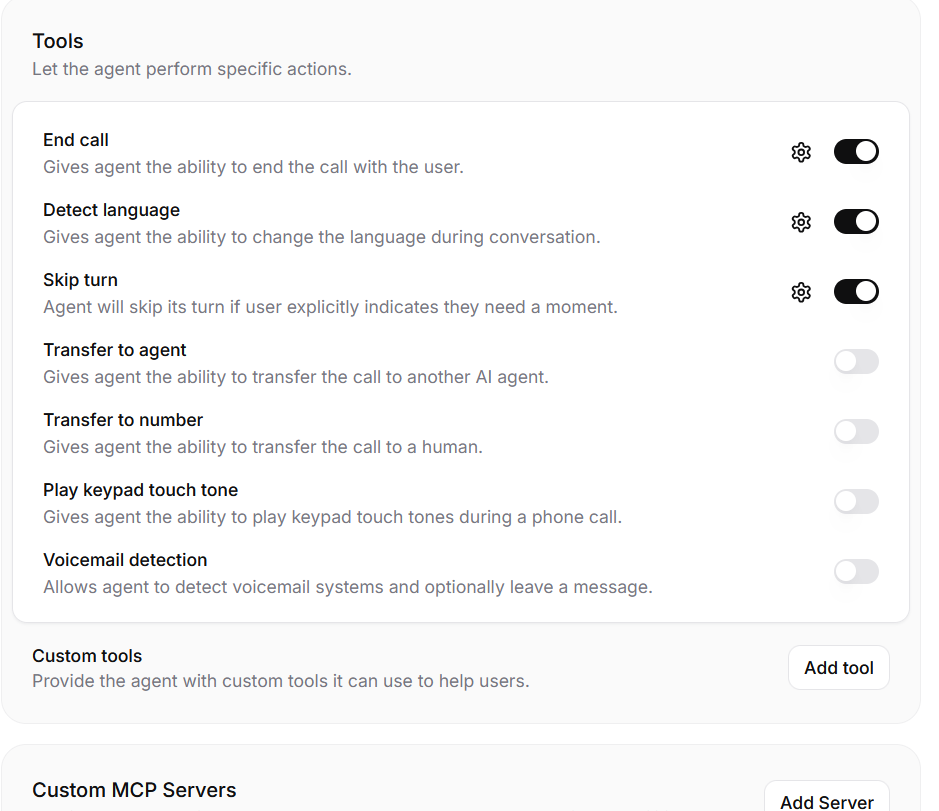 Tools
Let the agent perform specific actions.
End call
Gives agent the ability to end the call with the user.
Detect language
Gives agent the ability to change the language during conversation.
Skip turn
Agent will skip its turn if user explicitly indicates they need a moment.
Transfer to agent
Gives agent the ability to transfer the call to another AI agent.
Transfer to number
Gives agent the ability to transfer the call to a human.
Play keypad touch tone
Gives agent the ability to play keypad touch tones during a phone call.
Voicemail detection
Allows agent to detect voicemail systems and optionally leave a message.
Custom tools
Provide the agent with custom tools it can use to help users.
Add tool
Custom MCP Servers
Add Server